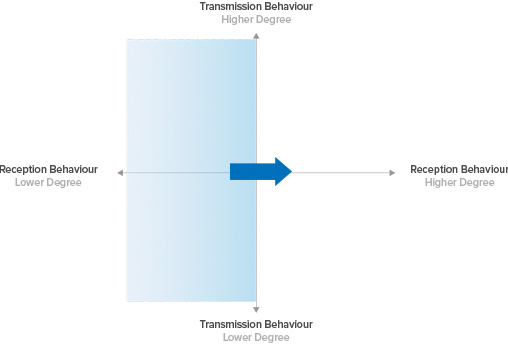 Transmission Behaviour
Higher Degree
Reception Behaviour
Lower Degree
Reception Behaviour
Higher Degree
Transmission Behaviour
Lower Degree